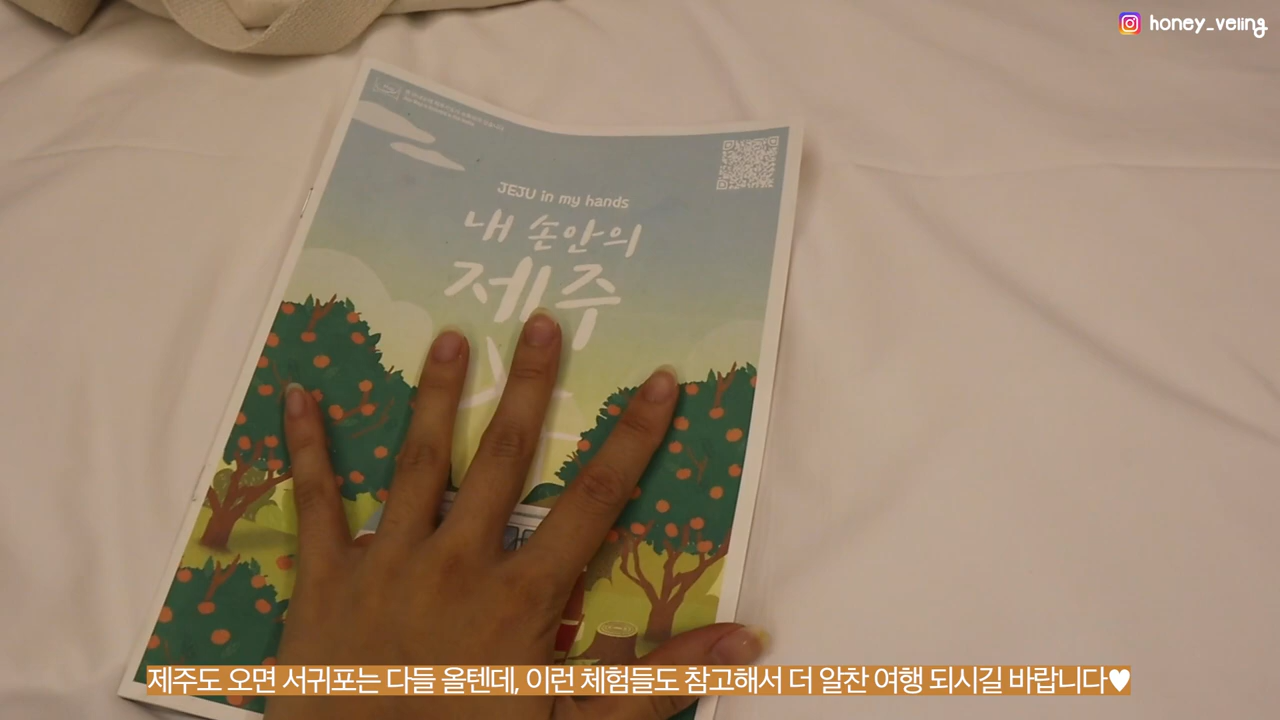 honey_veling
JEJU in my hands
내 손안의
제주
제주도 오면 서귀포는 다들 올텐데, 이런 체험들도 참고해서 더 알찬 여행 되시길 바랍니다♥